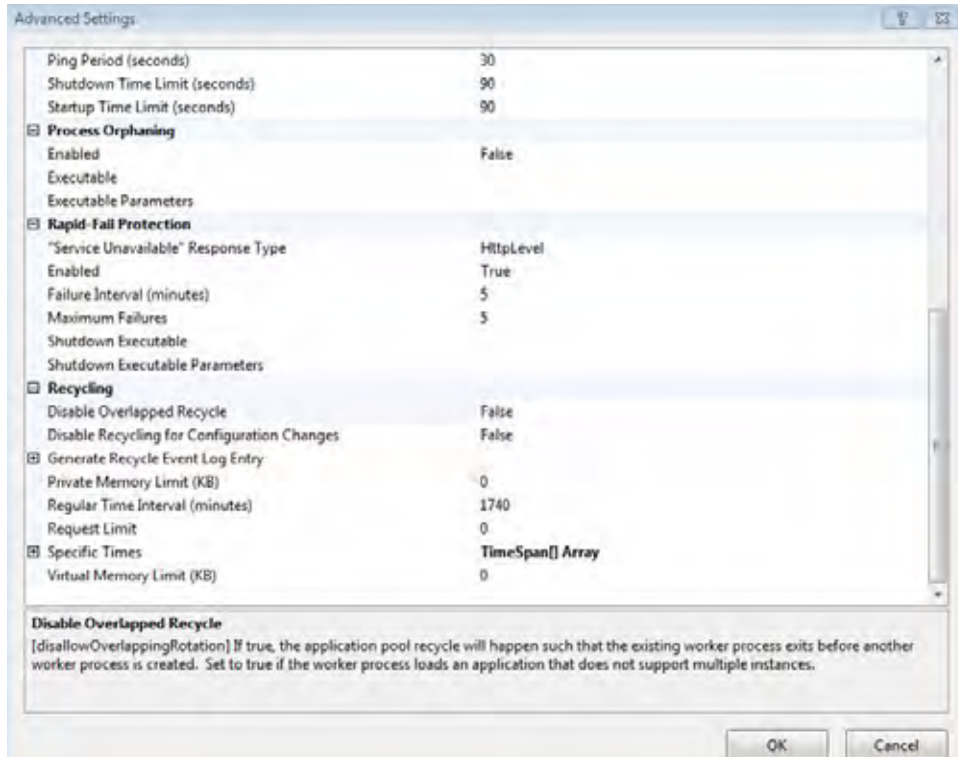 Advanced Settings
Ping Period (seconds) 30
Shutdown Time Limit (seconds) 90
Startup Time Limit (seconds) 90
Process Orphaning
Enabled False
Executable
Executable Parameters
Rapid-Fail Protection
"Service Unavailable" Response Type HttpLevel
Enabled True
Failure Interval (minutes) 5
Maximum Failures 5
Shutdown Executable
Shutdown Executable Parameters
Recycling
Disable Overlapped Recycle False
Disable Recycling for Configuration Changes False
Generate Recycle Event Log Entry
Private Memory Limit (KB) 0
Regular Time Interval (minutes) 1740
Request Limit 0
Specific Times TimeSpan[] Array
Virtual Memory Limit (KB) 0
Disable Overlapped Recycle
[disallowOverlappingRotation] If true, the application pool recycle will happen such that the existing worker process exits before another
worker process is created. Set to true if the worker process loads an application that does not support multiple instances.
OK Cancel